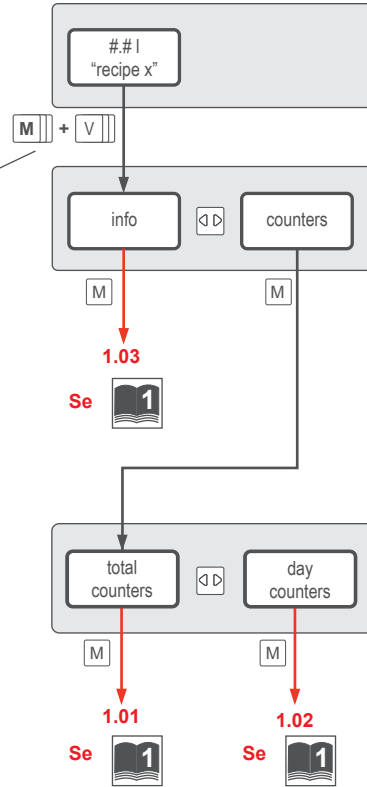 #.# l
“recipe x”
M + V
info
counters
M
M
1.03
Se 1
total
counters
day
counters
M
M
1.01
1.02
Se 1
Se 1